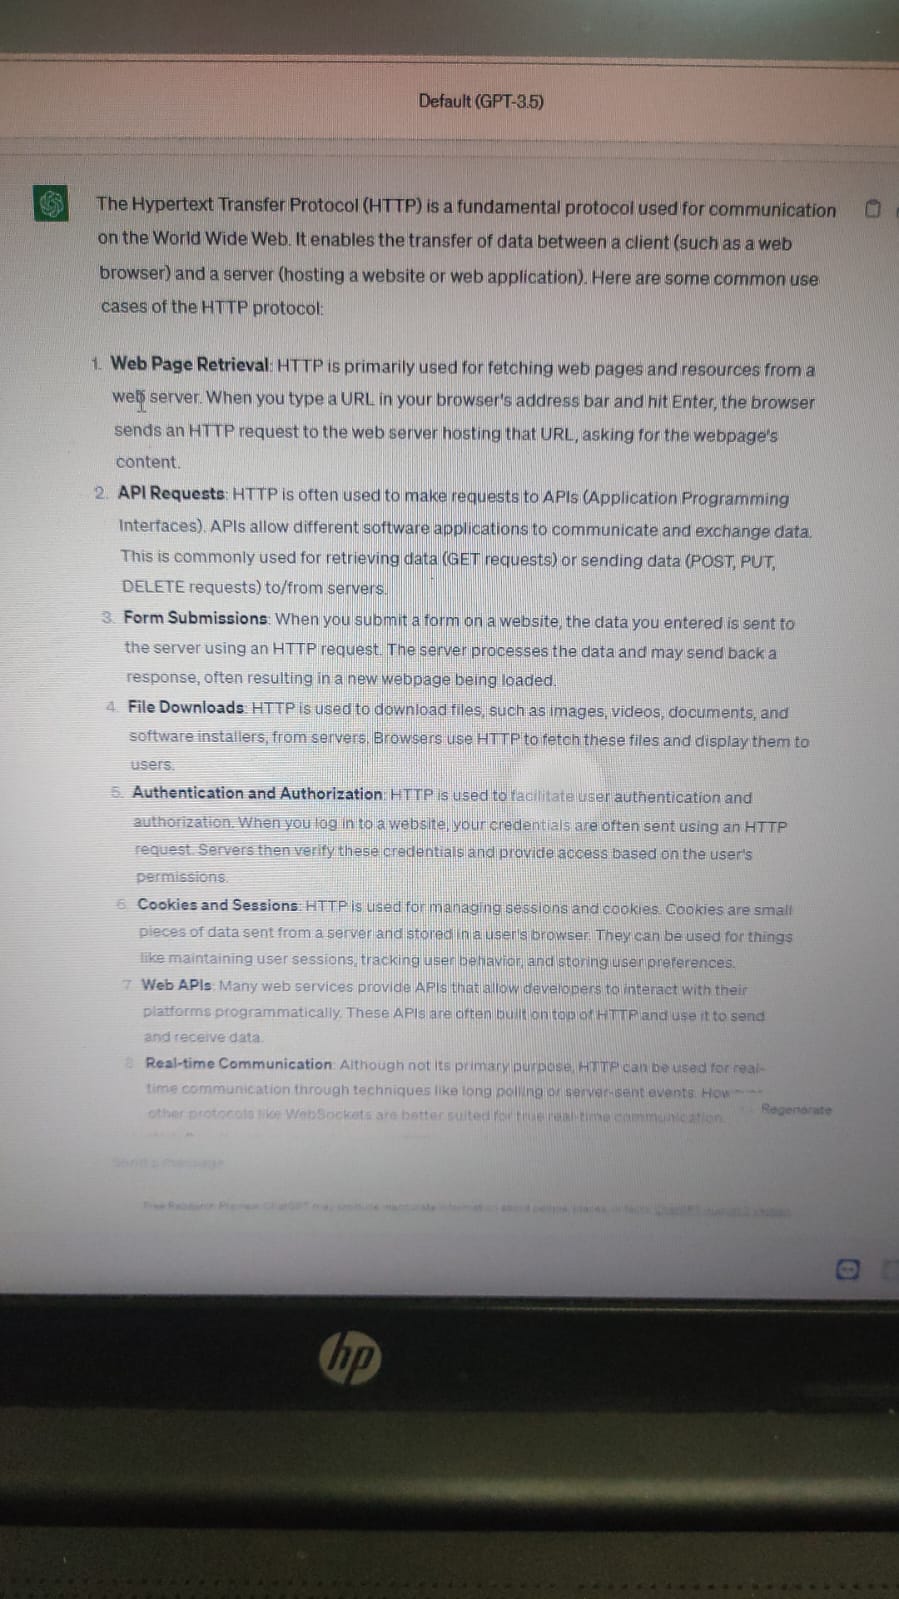 Default (GPT-3.5)
The Hypertext Transfer Protocol (HTTP) is a fundamental protocol used for communication
on the World Wide Web. It enables the transfer of data between a client (such as a web
browser) and a server (hosting a website or web application). Here are some common use
cases of the HTTP protocol:
1. Web Page Retrieval: HTTP is primarily used for fetching web pages and resources from a
web server. When you type a URL in your browser's address bar and hit Enter, the browser
sends an HTTP request to the web server hosting that URL, asking for the webpage's
content.
2. API Requests: HTTP is often used to make requests to APIs (Application Programming
Interfaces). APIs allow different software applications to communicate and exchange data.
This is commonly used for retrieving data (GET requests) or sending data (POST, PUT,
DELETE requests) to/from servers.
3. Form Submissions: When you submit a form on a website, the data you entered is sent to
the server using an HTTP request. The server processes the data and may send back a
response, often resulting in a new webpage being loaded.
4. File Downloads: HTTP is used to download files, such as images, videos, documents, and
software installers, from servers. Browsers use HTTP to fetch these files and display them to
users.
5. Authentication and Authorization: HTTP is used to facilitate user authentication and
authorization. When you log in to a website, your credentials are often sent using an HTTP
request. Servers then verify these credentials and provide access based on the user's
permissions.
6. Cookies and Sessions: HTTP is used for managing sessions and cookies. Cookies are small
pieces of data sent from a server and stored in a user's browser. They can be used for things
like maintaining user sessions, tracking user behavior, and storing user preferences.
7. Web APIs: Many web services provide APIs that allow developers to interact with their
platforms programmatically. These APIs are often built on top of HTTP and use it to send
and receive data.
8. Real-time Communication: Although not its primary purpose, HTTP can be used for real-
time communication through techniques like long polling or server-sent events. How
other protocols like WebSockets are better suited for true real-time communication.
Regenerate
Send a message
Free Research Preview. ChatGPT may produce inaccurate information about people, places, or facts.
hp